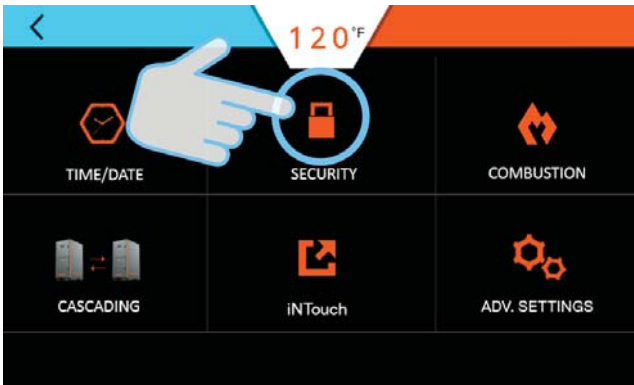 120°F
TIME/DATE
SECURITY
COMBUSTION
CASCADING
iNTouch
ADV. SETTINGS